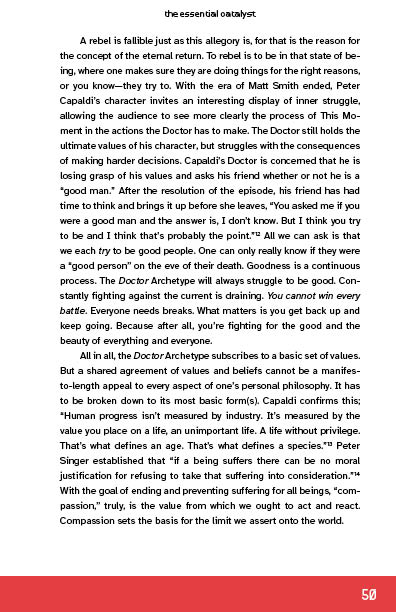 the essential catalyst
A rebel is fallible just as this allegory is, for that is the reason for
the concept of the eternal return. To rebel is to be in that state of be-
ing, where one makes sure they are doing things for the right reasons,
or you know—they try to. With the era of Matt Smith ended, Peter
Capaldi's character invites an interesting display of inner struggle,
allowing the audience to see more clearly the process of This Mo-
ment in the actions the Doctor has to make. The Doctor still holds the
ultimate values of his character, but struggles with the consequences
of making harder decisions. Capaldi's Doctor is concerned that he is
losing grasp of his values and asks his friend whether or not he is a
“good man.” After the resolution of the episode, his friend has had
time to think and brings it up before she leaves, “You asked me if you
were a good man and the answer is, I don't know. But I think you try
to be and I think that's probably the point.”¹² All we can ask is that
we each try to be good people. One can only really know if they were
a “good person” on the eve of their death. Goodness is a continuous
process. The Doctor Archetype will always struggle to be good. Con-
stantly fighting against the current is draining. You cannot win every
battle. Everyone needs breaks. What matters is you get back up and
keep going. Because after all, you're fighting for the good and the
beauty of everything and everyone.
All in all, the Doctor Archetype subscribes to a basic set of values.
But a shared agreement of values and beliefs cannot be a manifes-
to-length appeal to every aspect of one's personal philosophy. It has
to be broken down to its most basic form(s). Capaldi confirms this;
“Human progress isn't measured by industry. It's measured by the
value you place on a life, an unimportant life. A life without privilege.
That's what defines an age. That's what defines a species.”¹³ Peter
Singer established that “if a being suffers there can be no moral
justification for refusing to take that suffering into consideration.”¹⁴
With the goal of ending and preventing suffering for all beings, “com-
passion,” truly, is the value from which we ought to act and react.
Compassion sets the basis for the limit we assert onto the world.
50